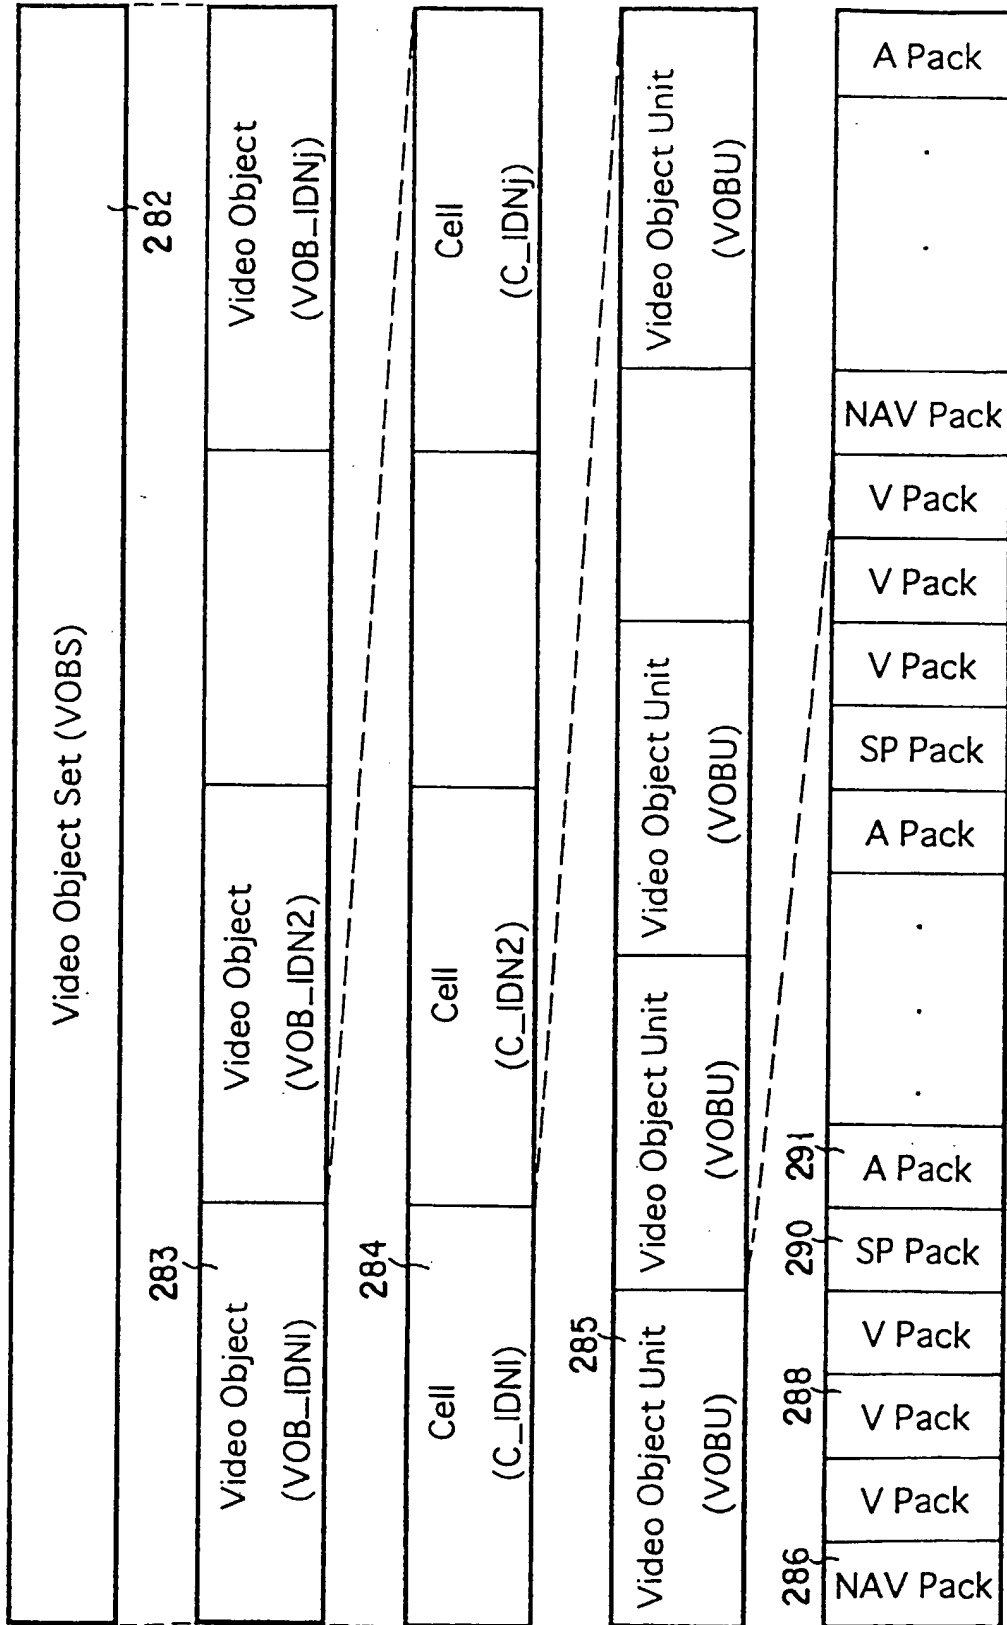 Video Object Set (VOBS)
282
283
Video Object
(VOB_IDN1)
Video Object
(VOB_IDN2)
Video Object
(VOB_IDNj)
284
Cell
(C_IDN1)
Cell
(C_IDN2)
Cell
(C_IDNj)
285
Video Object Unit
(VOBU)
Video Object Unit
(VOBU)
Video Object Unit
(VOBU)
Video Object Unit
(VOBU)
286
288
290
291
NAV Pack
V Pack
V Pack
V Pack
SP Pack
A Pack
. . .
A Pack
SP Pack
V Pack
V Pack
V Pack
NAV Pack
. .
A Pack